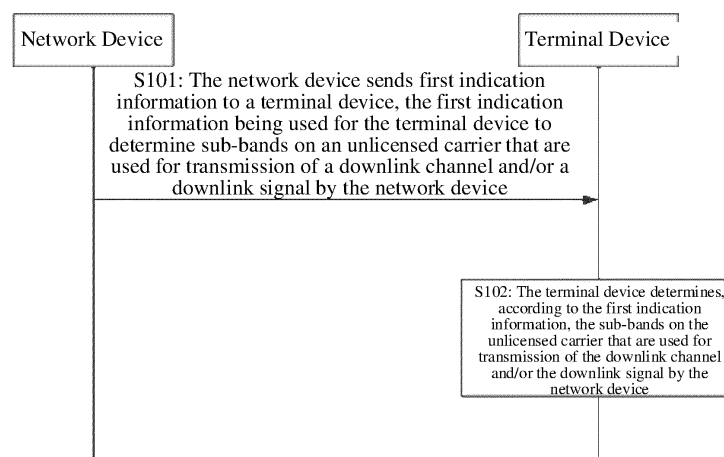 Network Device
Terminal Device
S101: The network device sends first indication
information to a terminal device, the first indication
information being used for the terminal device to
determine sub-bands on an unlicensed carrier that are
used for transmission of a downlink channel and/or a
downlink signal by the network device
S102: The terminal device determines,
according to the first indication
information, the sub-bands on the
unlicensed carrier that are used for
transmission of the downlink channel
and/or the downlink signal by the
network device